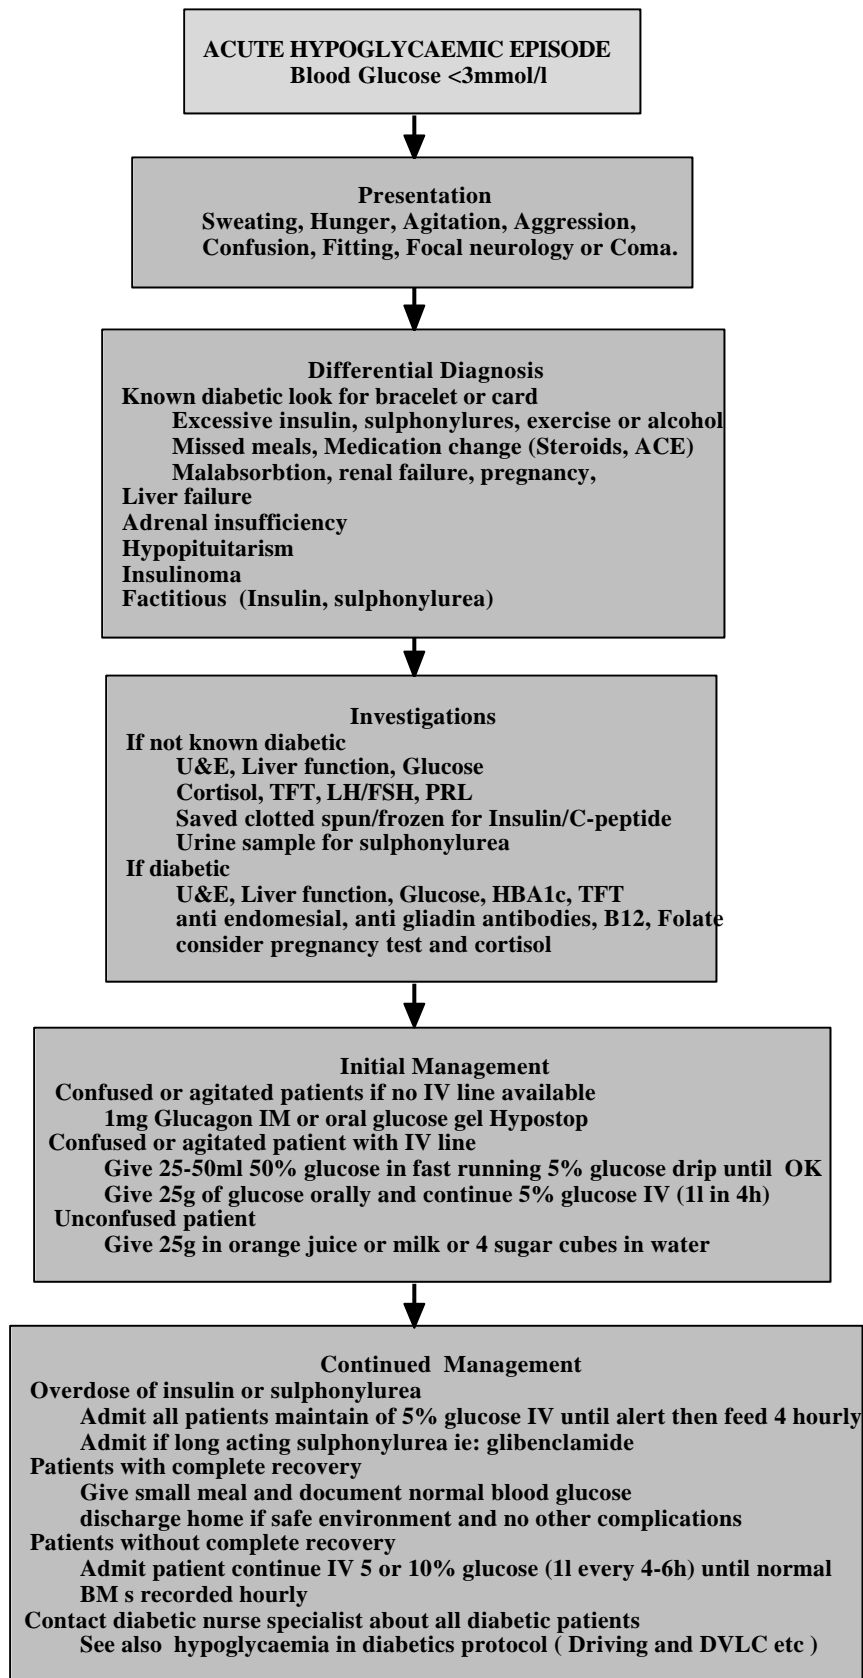 ACUTE HYPOGLYCAEMIC EPISODE
Blood Glucose <3mmol/l
Presentation
Sweating, Hunger, Agitation, Aggression,
Confusion, Fitting, Focal neurology or Coma.
Differential Diagnosis
Known diabetic look for bracelet or card
Excessive insulin, sulphonylures, exercise or alcohol
Missed meals, Medication change (Steroids, ACE)
Malabsorbtion, renal failure, pregnancy,
Liver failure
Adrenal insufficiency
Hypopituitarism
Insulinoma
Factitious (Insulin, sulphonylurea)
Investigations
If not known diabetic
U&E, Liver function, Glucose
Cortisol, TFT, LH/FSH, PRL
Saved clotted spun/frozen for Insulin/C-peptide
Urine sample for sulphonylurea
If diabetic
U&E, Liver function, Glucose, HBA1c, TFT
anti endomesial, anti gliadin antibodies, B12, Folate
consider pregnancy test and cortisol
Initial Management
Confused or agitated patients if no IV line available
1mg Glucagon IM or oral glucose gel Hypostop
Confused or agitated patient with IV line
Give 25-50ml 50% glucose in fast running 5% glucose drip until OK
Give 25g of glucose orally and continue 5% glucose IV (1l in 4h)
Unconfused patient
Give 25g in orange juice or milk or 4 sugar cubes in water
Continued Management
Overdose of insulin or sulphonylurea
Admit all patients maintain of 5% glucose IV until alert then feed 4 hourly
Admit if long acting sulphonylurea ie: glibenclamide
Patients with complete recovery
Give small meal and document normal blood glucose
discharge home if safe environment and no other complications
Patients without complete recovery
Admit patient continue IV 5 or 10% glucose (1l every 4-6h) until normal
BM s recorded hourly
Contact diabetic nurse specialist about all diabetic patients
See also hypoglycaemia in diabetics protocol ( Driving and DVLC etc )